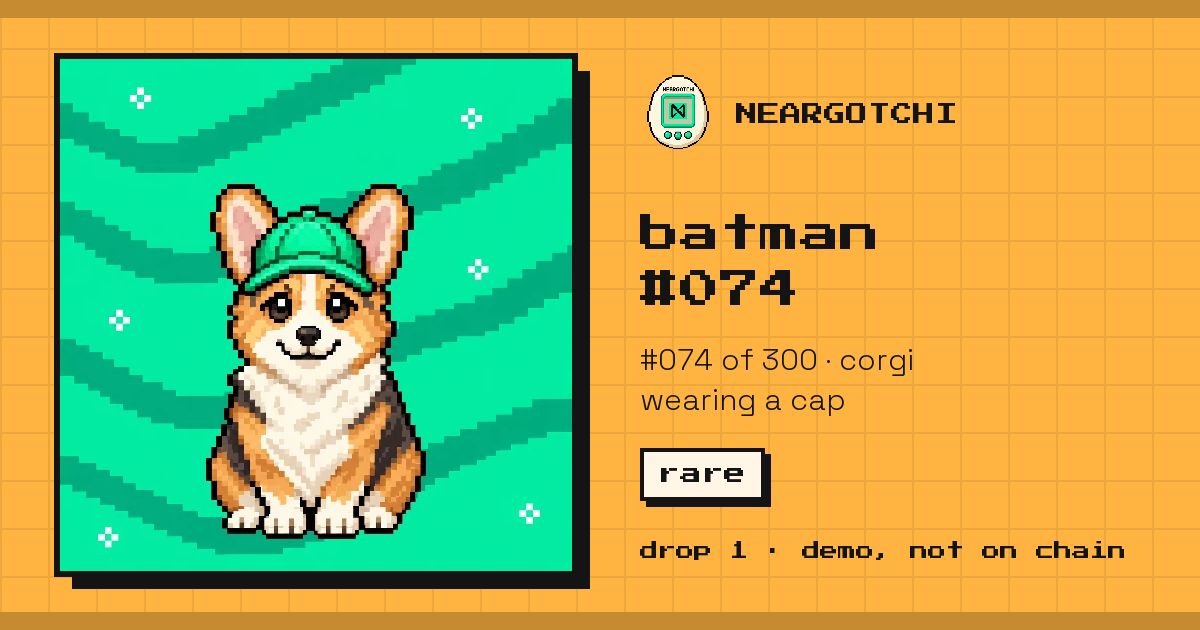 NEARGOTCHI
NEARGOTCHI
batman
#074
#074 of 300 · corgi
wearing a cap
rare
drop 1 · demo, not on chain